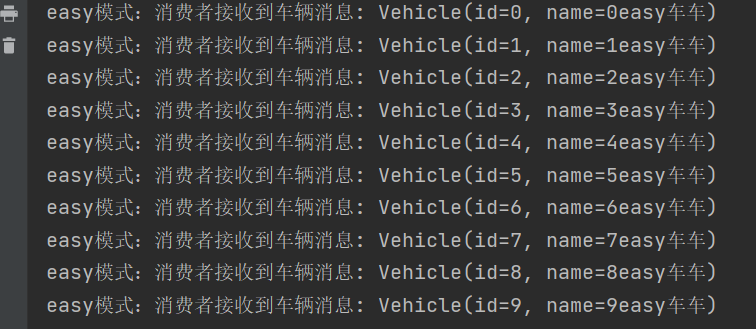 easy模式：消费者接收到车辆消息: Vehicle(id=0, name=0easy车车)
easy模式：消费者接收到车辆消息: Vehicle(id=1, name=1easy车车)
easy模式：消费者接收到车辆消息: Vehicle(id=2, name=2easy车车)
easy模式：消费者接收到车辆消息: Vehicle(id=3, name=3easy车车)
easy模式：消费者接收到车辆消息: Vehicle(id=4, name=4easy车车)
easy模式：消费者接收到车辆消息: Vehicle(id=5, name=5easy车车)
easy模式：消费者接收到车辆消息: Vehicle(id=6, name=6easy车车)
easy模式：消费者接收到车辆消息: Vehicle(id=7, name=7easy车车)
easy模式：消费者接收到车辆消息: Vehicle(id=8, name=8easy车车)
easy模式：消费者接收到车辆消息: Vehicle(id=9, name=9easy车车)